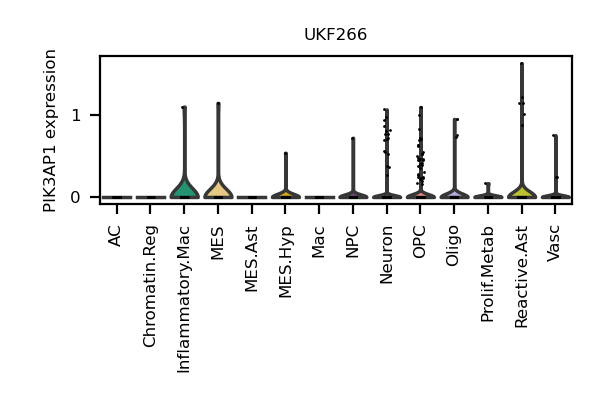 UKF266
PIK3AP1 expression
1
0
AC
Chromatin.Reg
Inflammatory.Mac
MES
MES.Ast
MES.Hyp
Mac
NPC
Neuron
OPC
Oligo
Prolif.Metab
Reactive.Ast
Vasc